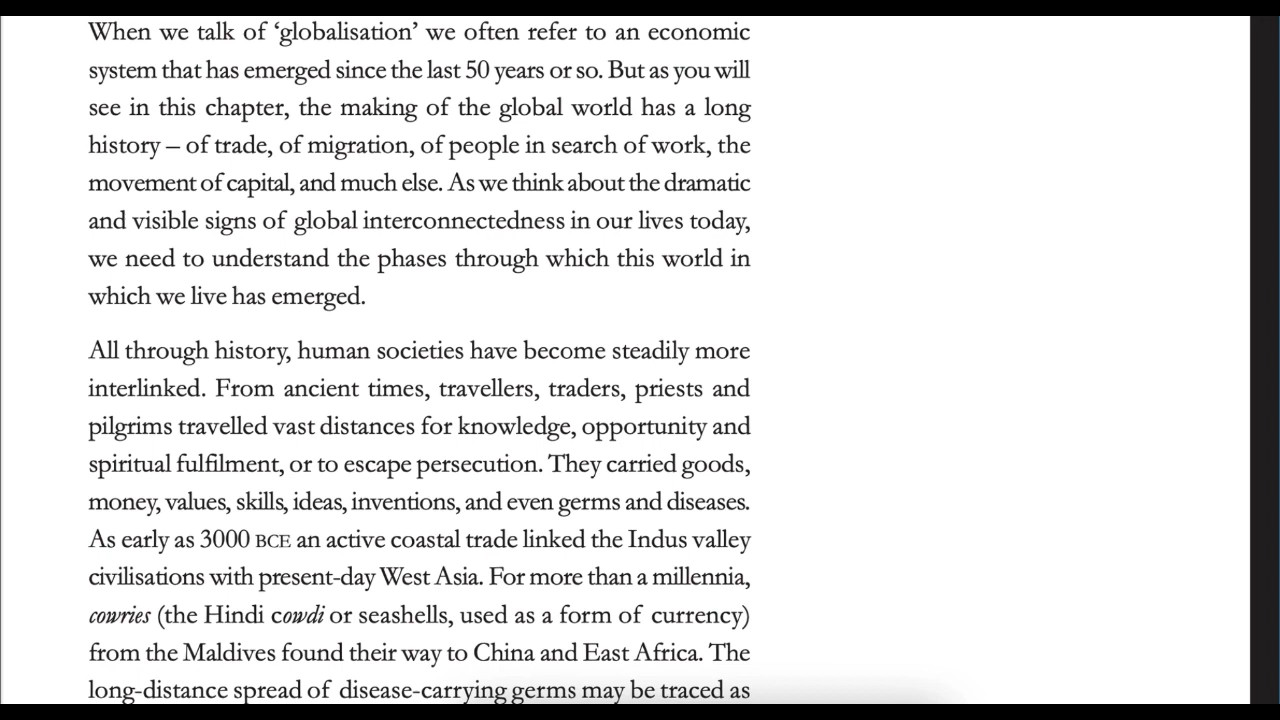 When we talk of ‘globalisation’ we often refer to an economic
system that has emerged since the last 50 years or so. But as you will
see in this chapter, the making of the global world has a long
history – of trade, of migration, of people in search of work, the
movement of capital, and much else. As we think about the dramatic
and visible signs of global interconnectedness in our lives today,
we need to understand the phases through which this world in
which we live has emerged.
All through history, human societies have become steadily more
interlinked. From ancient times, travellers, traders, priests and
pilgrims travelled vast distances for knowledge, opportunity and
spiritual fulfilment, or to escape persecution. They carried goods,
money, values, skills, ideas, inventions, and even germs and diseases.
As early as 3000 BCE an active coastal trade linked the Indus valley
civilisations with present-day West Asia. For more than a millennia,
cowries (the Hindi cowdi or seashells, used as a form of currency)
from the Maldives found their way to China and East Africa. The
long-distance spread of disease-carrying germs may be traced as